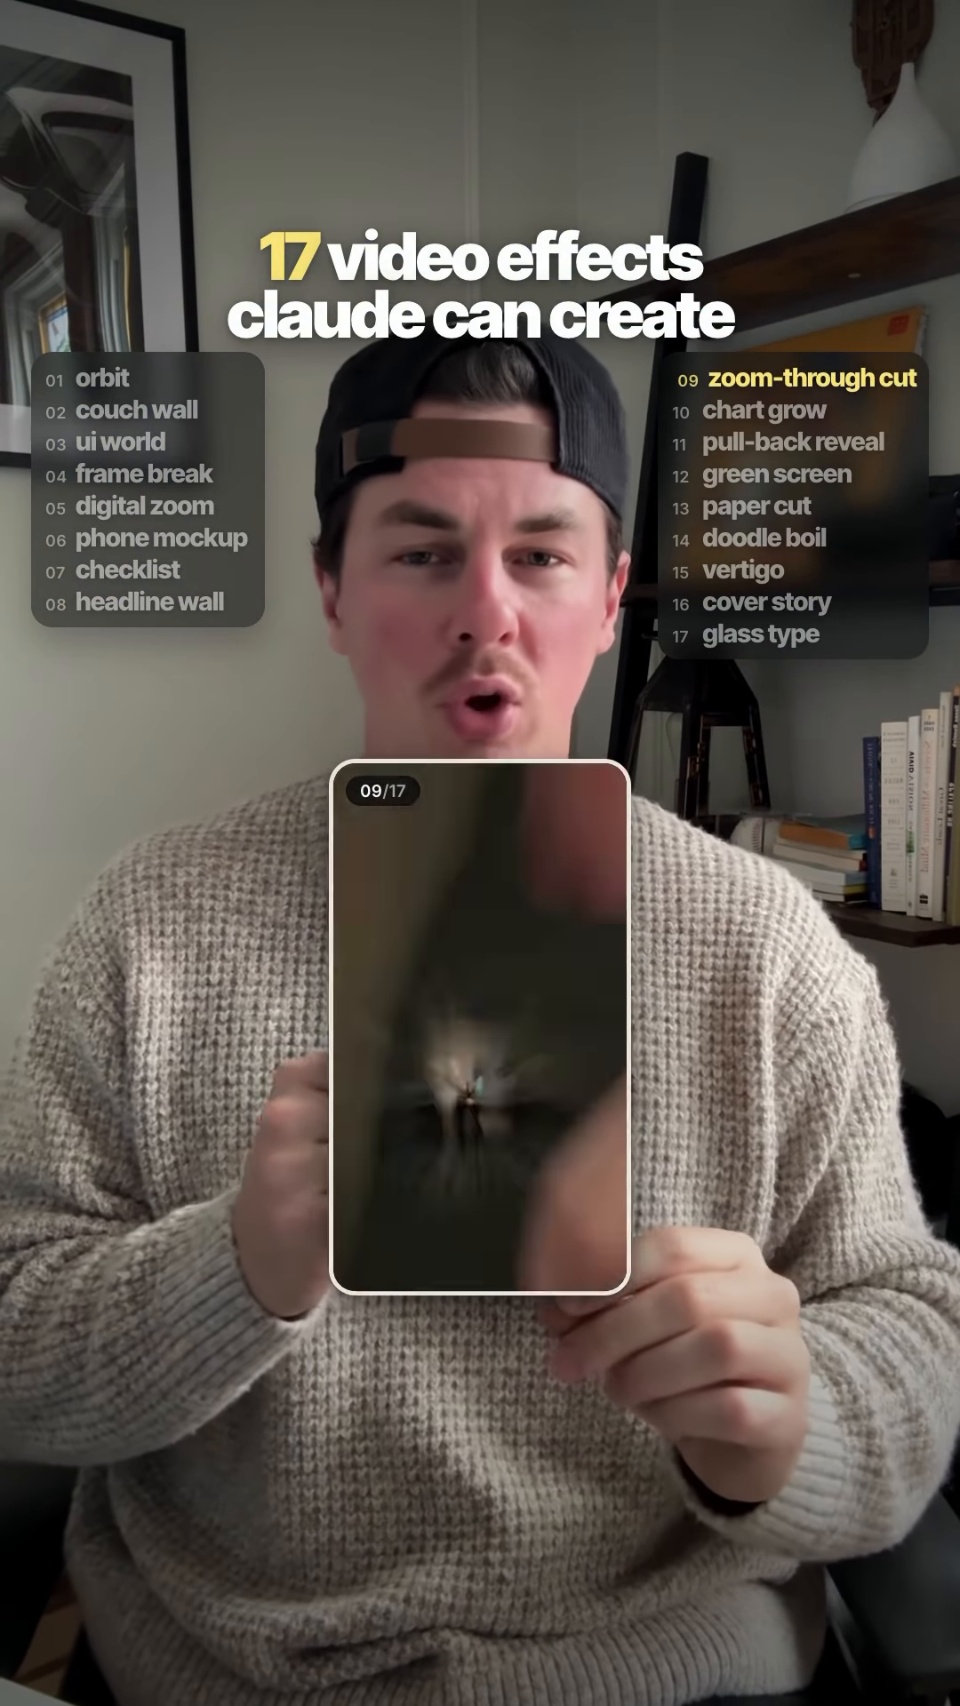 17 video effects
claude can create
01 orbit
02 couch wall
03 ui world
04 frame break
05 digital zoom
06 phone mockup
07 checklist
08 headline wall
09 zoom-through cut
10 chart grow
11 pull-back reveal
12 green screen
13 paper cut
14 doodle boil
15 vertigo
16 cover story
17 glass type
09/17